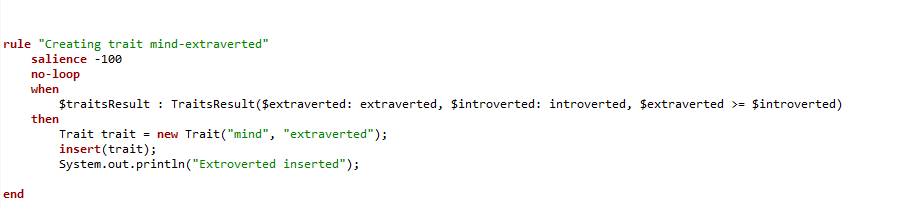 rule "Creating trait mind-extraverted"
    salience -100
    no-loop
    when
        $traitsResult : TraitsResult($extraverted: extraverted, $introverted: introverted, $extraverted >= $introverted)
    then
        Trait trait = new Trait("mind", "extraverted");
        insert(trait);
        System.out.println("Extroverted inserted");
end